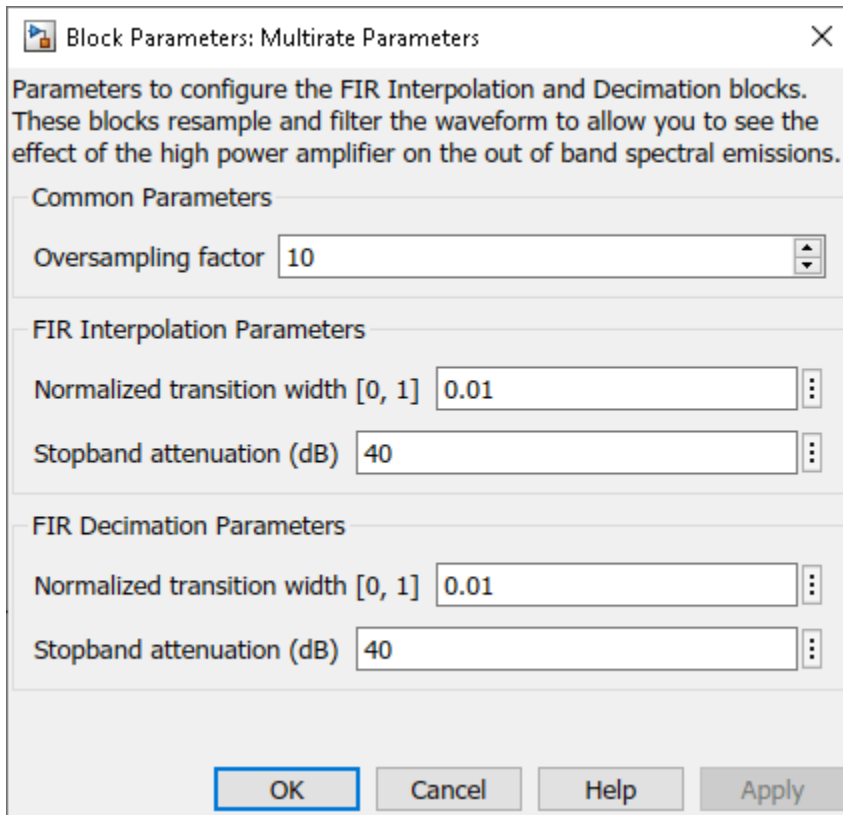 Block Parameters: Multirate Parameters
Parameters to configure the FIR Interpolation and Decimation blocks.
These blocks resample and filter the waveform to allow you to see the
effect of the high power amplifier on the out of band spectral emissions.
Common Parameters
Oversampling factor 10
FIR Interpolation Parameters
Normalized transition width [0, 1] 0.01
Stopband attenuation (dB) 40
FIR Decimation Parameters
Normalized transition width [0, 1] 0.01
Stopband attenuation (dB) 40
OK Cancel Help Apply